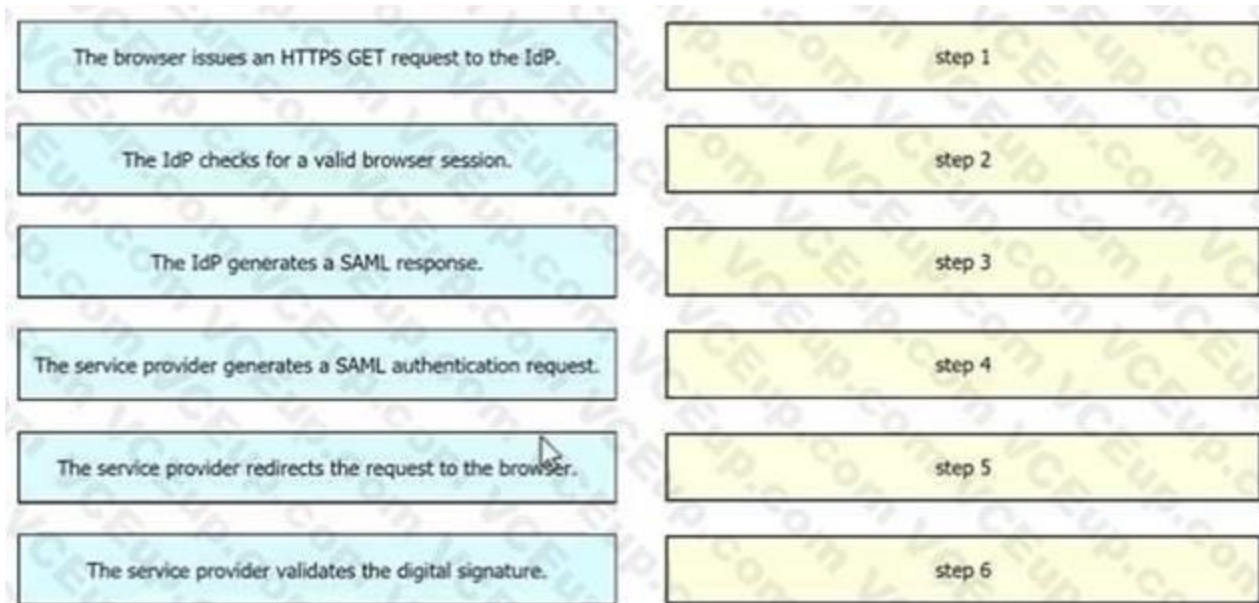 The browser issues an HTTPS GET request to the IdP.
step 1
The IdP checks for a valid browser session.
step 2
The IdP generates a SAML response.
step 3
The service provider generates a SAML authentication request.
step 4
The service provider redirects the request to the browser.
step 5
The service provider validates the digital signature.
step 6
VCEup.com